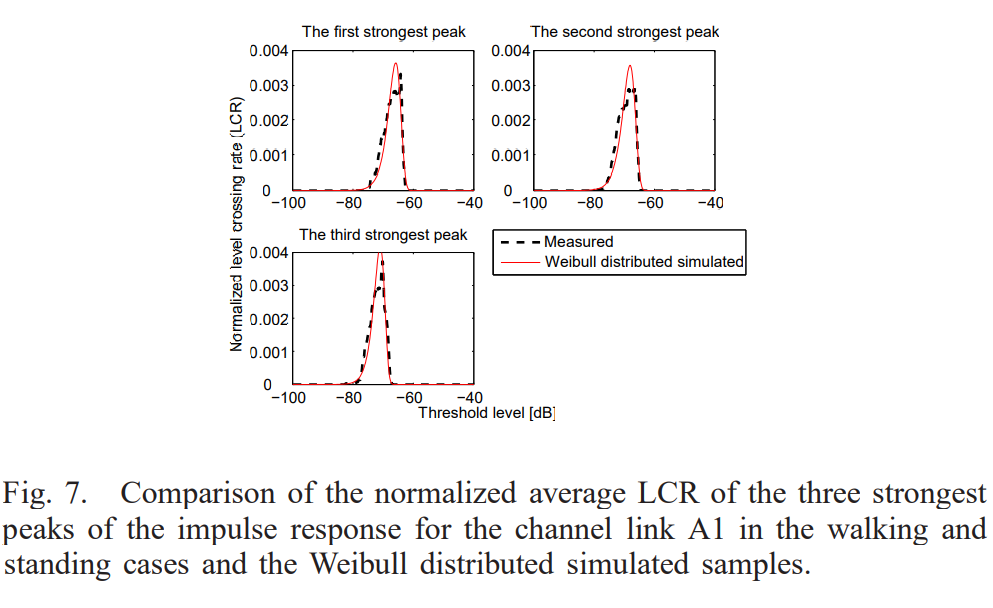 The first strongest peak
The second strongest peak
0.004
0.003
0.002
0.001
0
−100 −80 −60 −40
0.004
0.003
0.002
0.001
0
−100 −80 −60 −40
Normalized level crossing rate (LCR)
The third strongest peak
0.004
0.003
0.002
0.001
0
−100 −80 −60 −40
Threshold level [dB]
Measured
Weibull distributed simulated
Fig. 7. Comparison of the normalized average LCR of the three strongest
peaks of the impulse response for the channel link A1 in the walking and
standing cases and the Weibull distributed simulated samples.